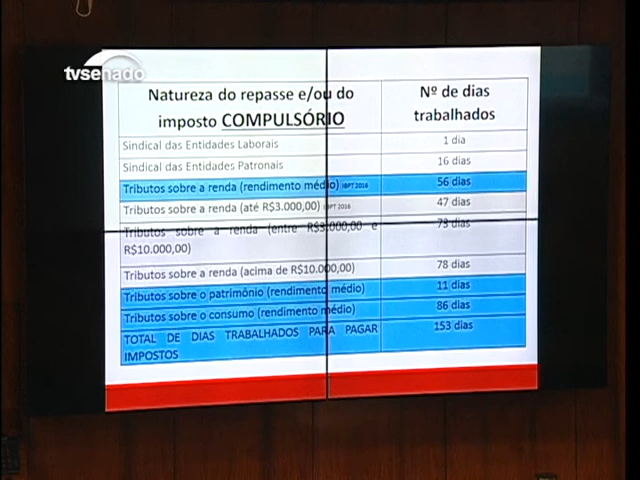 tvsenado
Natureza do repasse e/ou do
imposto COMPULSÓRIO
Nº de dias
trabalhados
Sindical das Entidades Laborais
1 dia
Sindical das Entidades Patronais
16 dias
Tributos sobre a renda (rendimento médio) IBPT 2016
56 dias
Tributos sobre a renda (até R$3.000,00) IBPT 2016
47 dias
Tributos sobre a renda (entre R$3.000,00 e
R$10.000,00)
73 dias
Tributos sobre a renda (acima de R$10.000,00)
78 dias
Tributos sobre o patrimônio (rendimento médio)
11 dias
Tributos sobre o consumo (rendimento médio)
86 dias
TOTAL DE DIAS TRABALHADOS PARA PAGAR
IMPOSTOS
153 dias